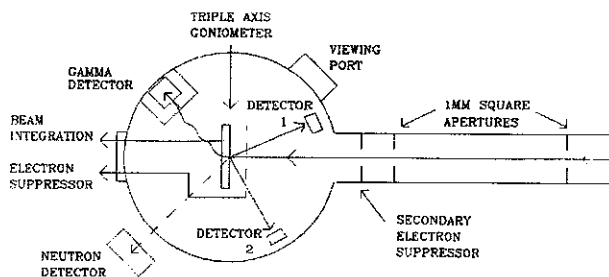 TRIPLE AXIS
GONIOMETER
VIEWING
PORT
GAMMA
DETECTOR
DETECTOR
1
1MM SQUARE
APERTURES
BEAM
INTEGRATION
ELECTRON
SUPPRESSOR
DETECTOR
2
SECONDARY
ELECTRON
SUPPRESSOR
NEUTRON
DETECTOR